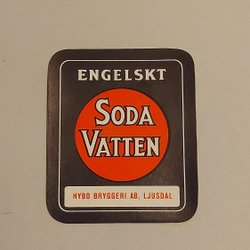 ENGELSKT
SODA
VATTEN
HYBO BRYGGERI AB, LJUSDAL